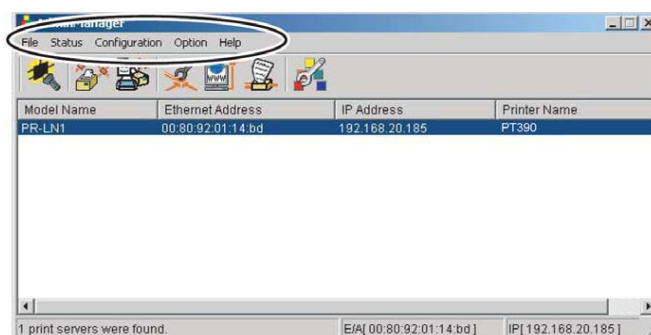 AdminManager
File Status Configuration Option Help
WWW
Model Name Ethernet Address IP Address Printer Name
PR-LN1 00:80:92:01:14:bd 192.168.20.185 PT390
1 print servers were found. E/A[ 00:80:92:01:14:bd ] IP[ 192.168.20.185 ]